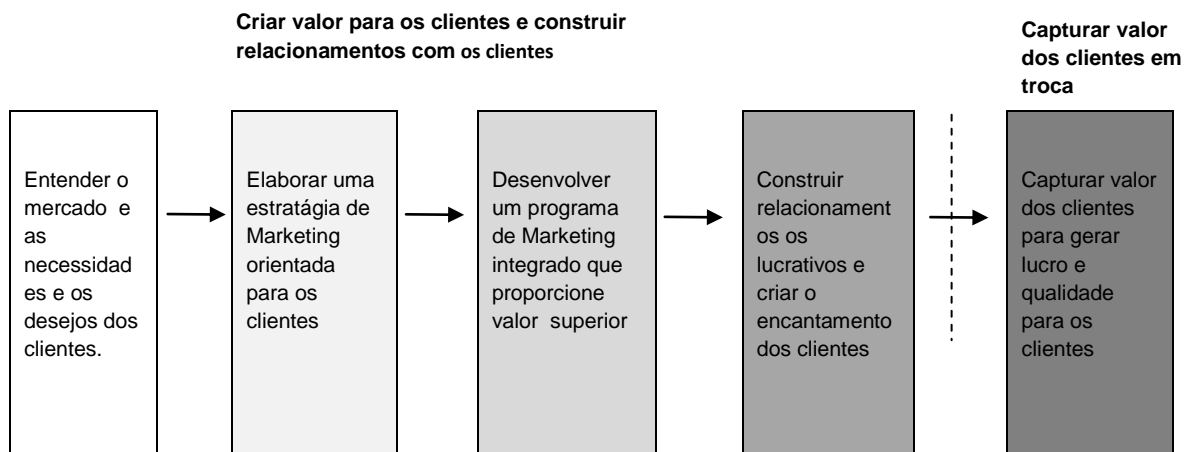 Criar valor para os clientes e construir
relacionamentos com os clientes
Capturar valor
dos clientes em
troca
Entender o
mercado e
as
necessidad
es e os
desejos dos
clientes.
Elaborar uma
estratágia de
Marketing
orientada
para os
clientes
Desenvolver
um programa
de Marketing
integrado que
proporcione
valor superior
Construir
relacionament
os os
lucrativos e
criar o
encantamento
dos clientes
Capturar valor
dos clientes
para gerar
lucro e
qualidade
para os
clientes